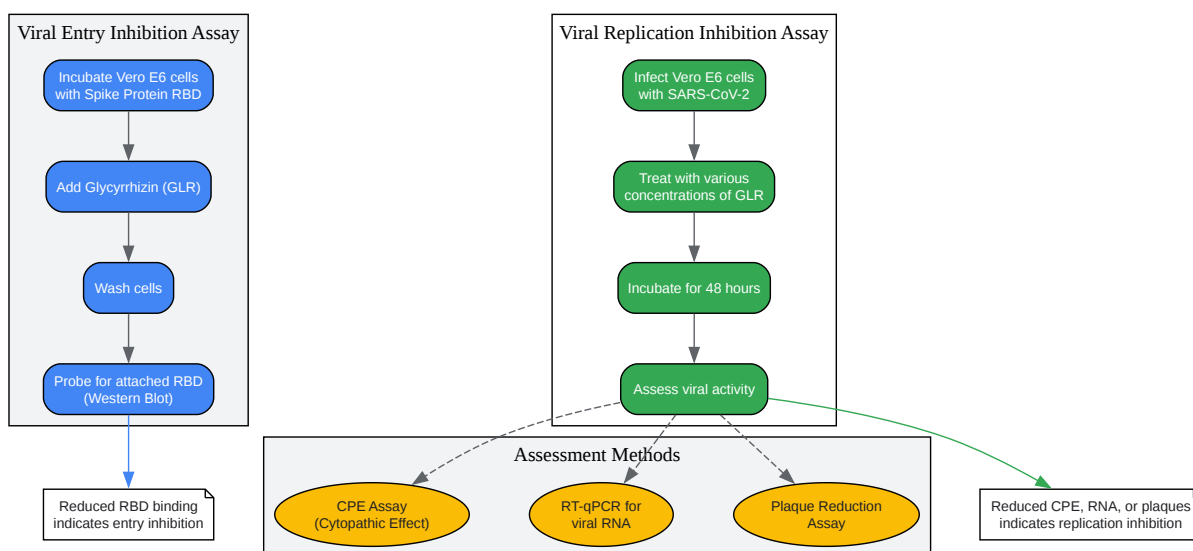 Viral Entry Inhibition Assay
Incubate Vero E6 cells
with Spike Protein RBD
Add Glycyrrhizin (GLR)
Wash cells
Probe for attached RBD
(Western Blot)
Reduced RBD binding
indicates entry inhibition
Viral Replication Inhibition Assay
Infect Vero E6 cells
with SARS-CoV-2
Treat with various
concentrations of GLR
Incubate for 48 hours
Assess viral activity
Assessment Methods
CPE Assay
(Cytopathic Effect)
RT-qPCR for
viral RNA
Plaque Reduction
Assay
Reduced CPE, RNA, or plaques
indicates replication inhibition